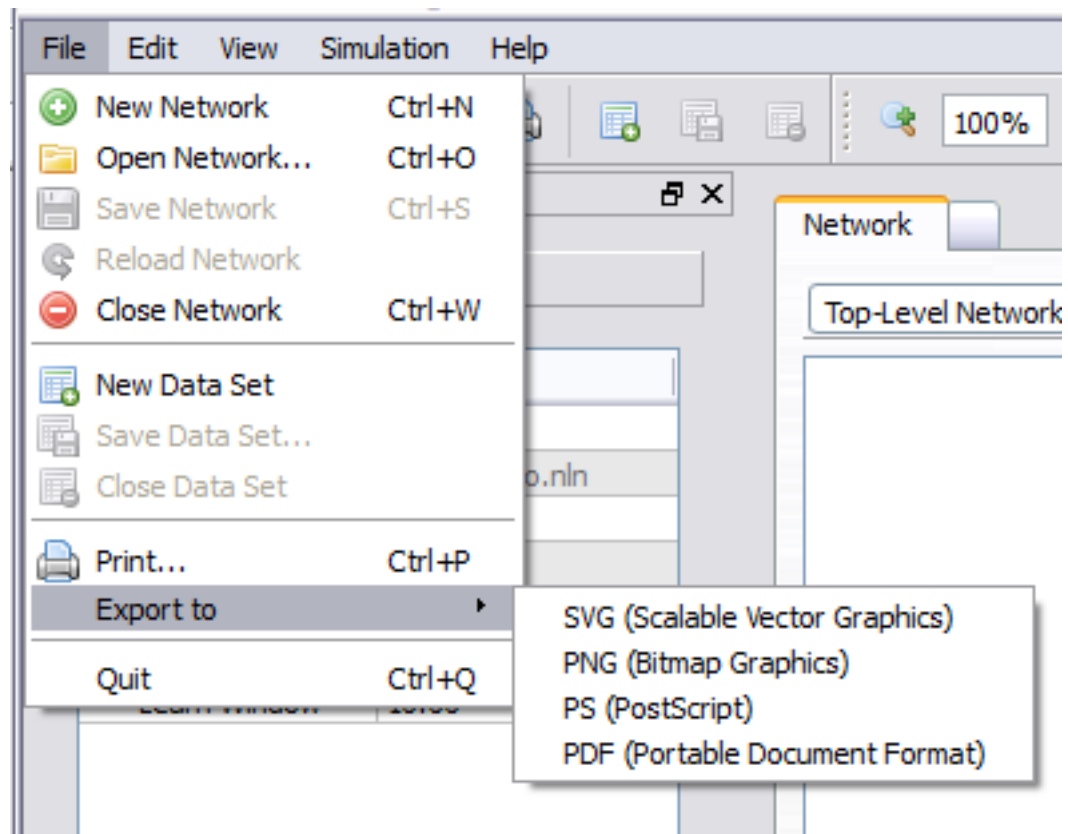 File Edit View Simulation Help
New Network Ctrl+N
Open Network... Ctrl+O
Save Network Ctrl+S
Reload Network
Close Network Ctrl+W
New Data Set
Save Data Set...
Close Data Set
Print... Ctrl+P
Export to
Quit Ctrl+Q
SVG (Scalable Vector Graphics)
PNG (Bitmap Graphics)
PS (PostScript)
PDF (Portable Document Format)
100%
Network
Top-Level Network
o.nln